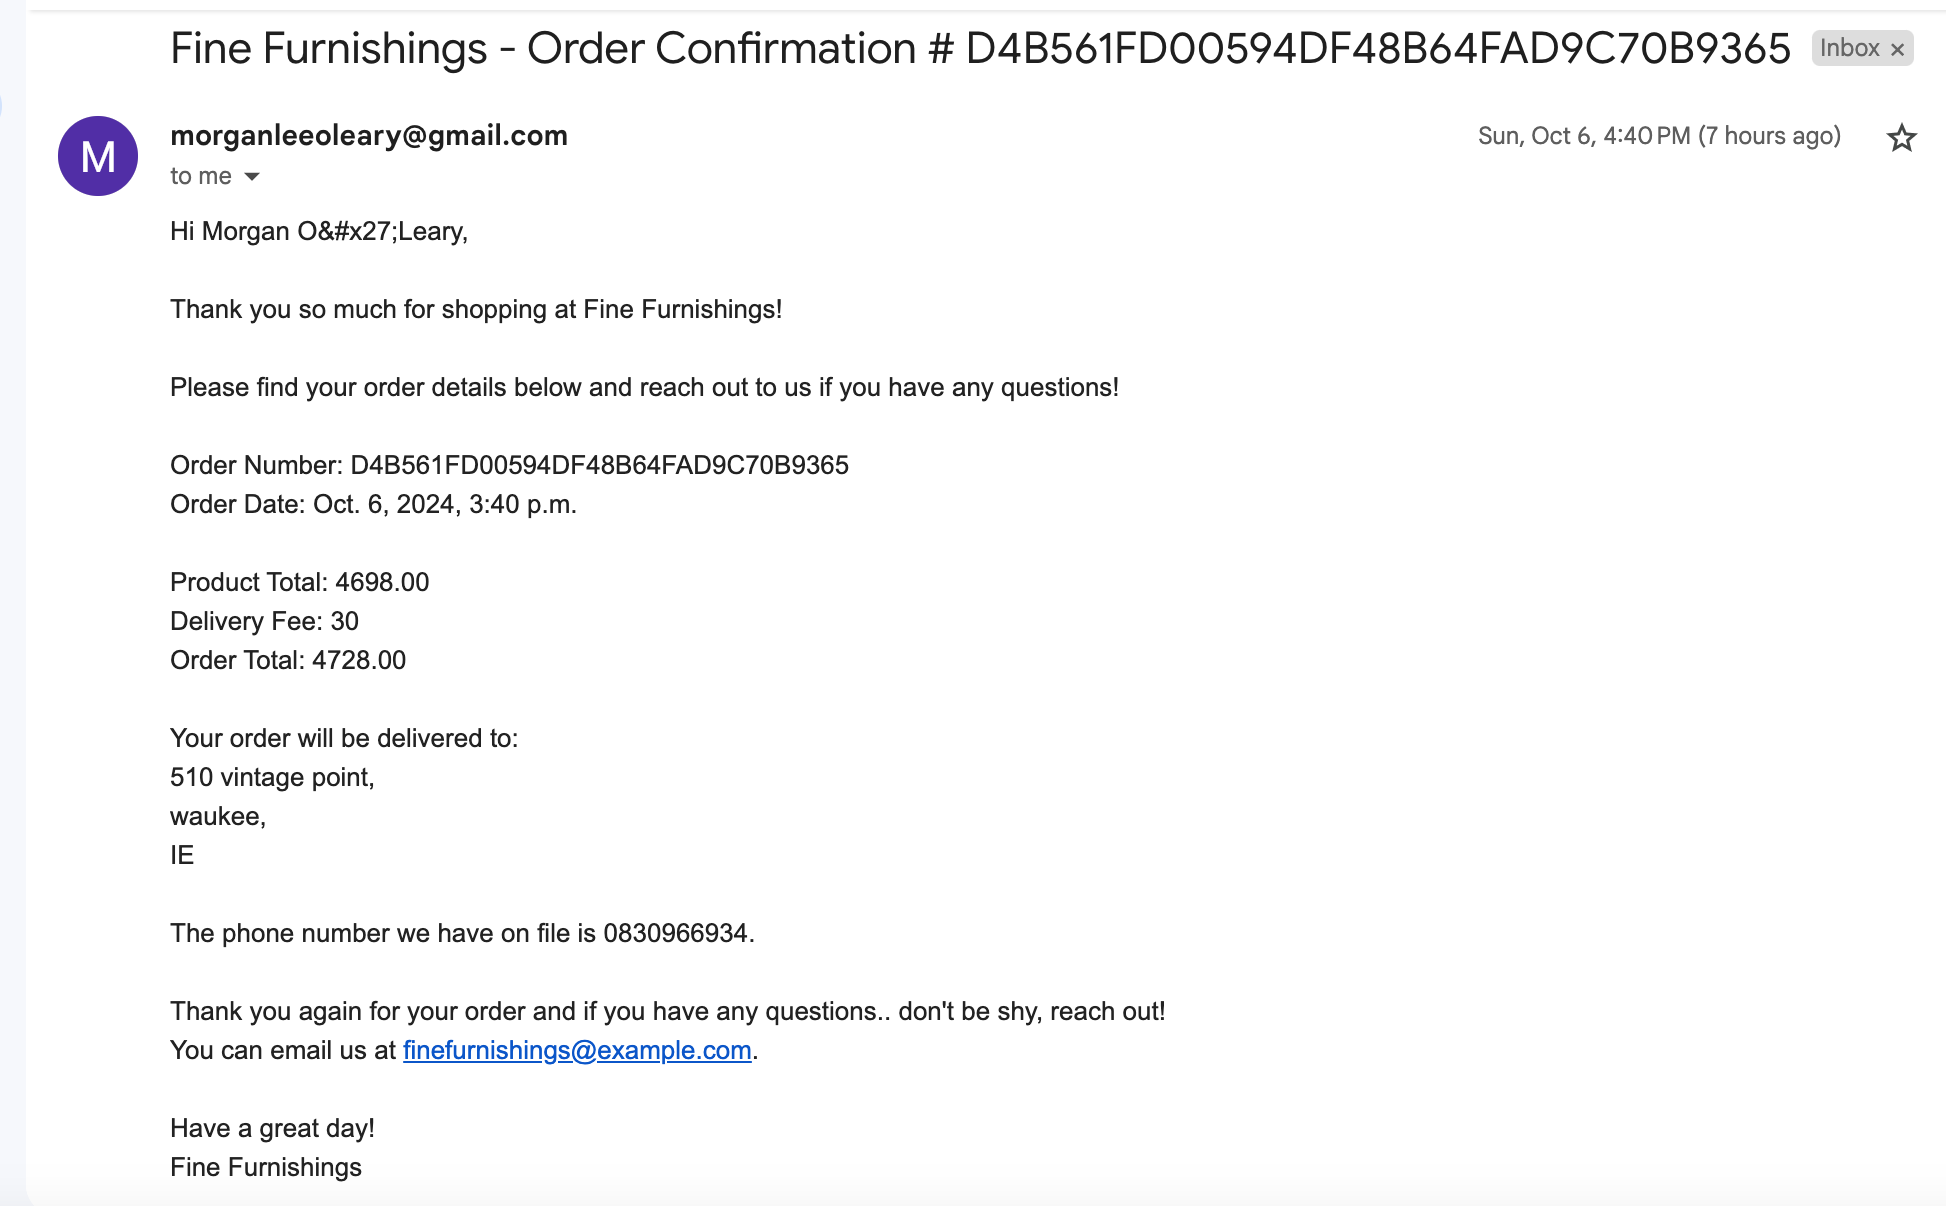 Fine Furnishings - Order Confirmation # D4B561FD00594DF48B64FAD9C70B9365 Inbox ×
M
morganleeoleary@gmail.com Sun, Oct 6, 4:40 PM (7 hours ago)
to me
Hi Morgan O&#x27;Leary,
Thank you so much for shopping at Fine Furnishings!
Please find your order details below and reach out to us if you have any questions!
Order Number: D4B561FD00594DF48B64FAD9C70B9365
Order Date: Oct. 6, 2024, 3:40 p.m.
Product Total: 4698.00
Delivery Fee: 30
Order Total: 4728.00
Your order will be delivered to:
510 vintage point,
waukee,
IE
The phone number we have on file is 0830966934.
Thank you again for your order and if you have any questions.. don't be shy, reach out!
You can email us at finefurnishings@example.com.
Have a great day!
Fine Furnishings